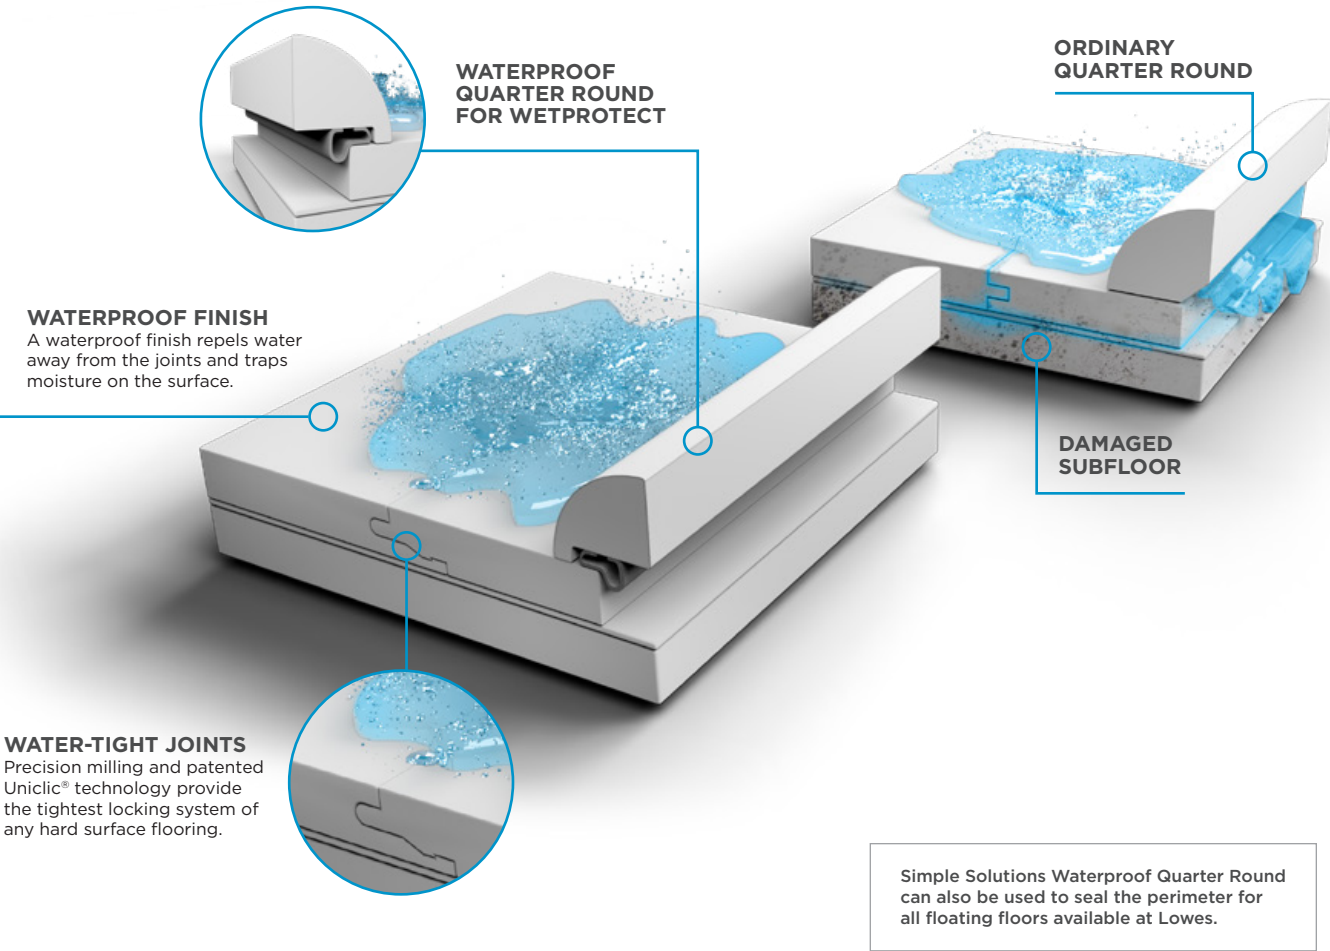 WATERPROOF
QUARTER ROUND
FOR WETPROTECT
ORDINARY
QUARTER ROUND
WATERPROOF FINISH
A waterproof finish repels water
away from the joints and traps
moisture on the surface.
DAMAGED
SUBFLOOR
WATER-TIGHT JOINTS
Precision milling and patented
Uniclic® technology provide
the tightest locking system of
any hard surface flooring.
Simple Solutions Waterproof Quarter Round
can also be used to seal the perimeter for
all floating floors available at Lowes.